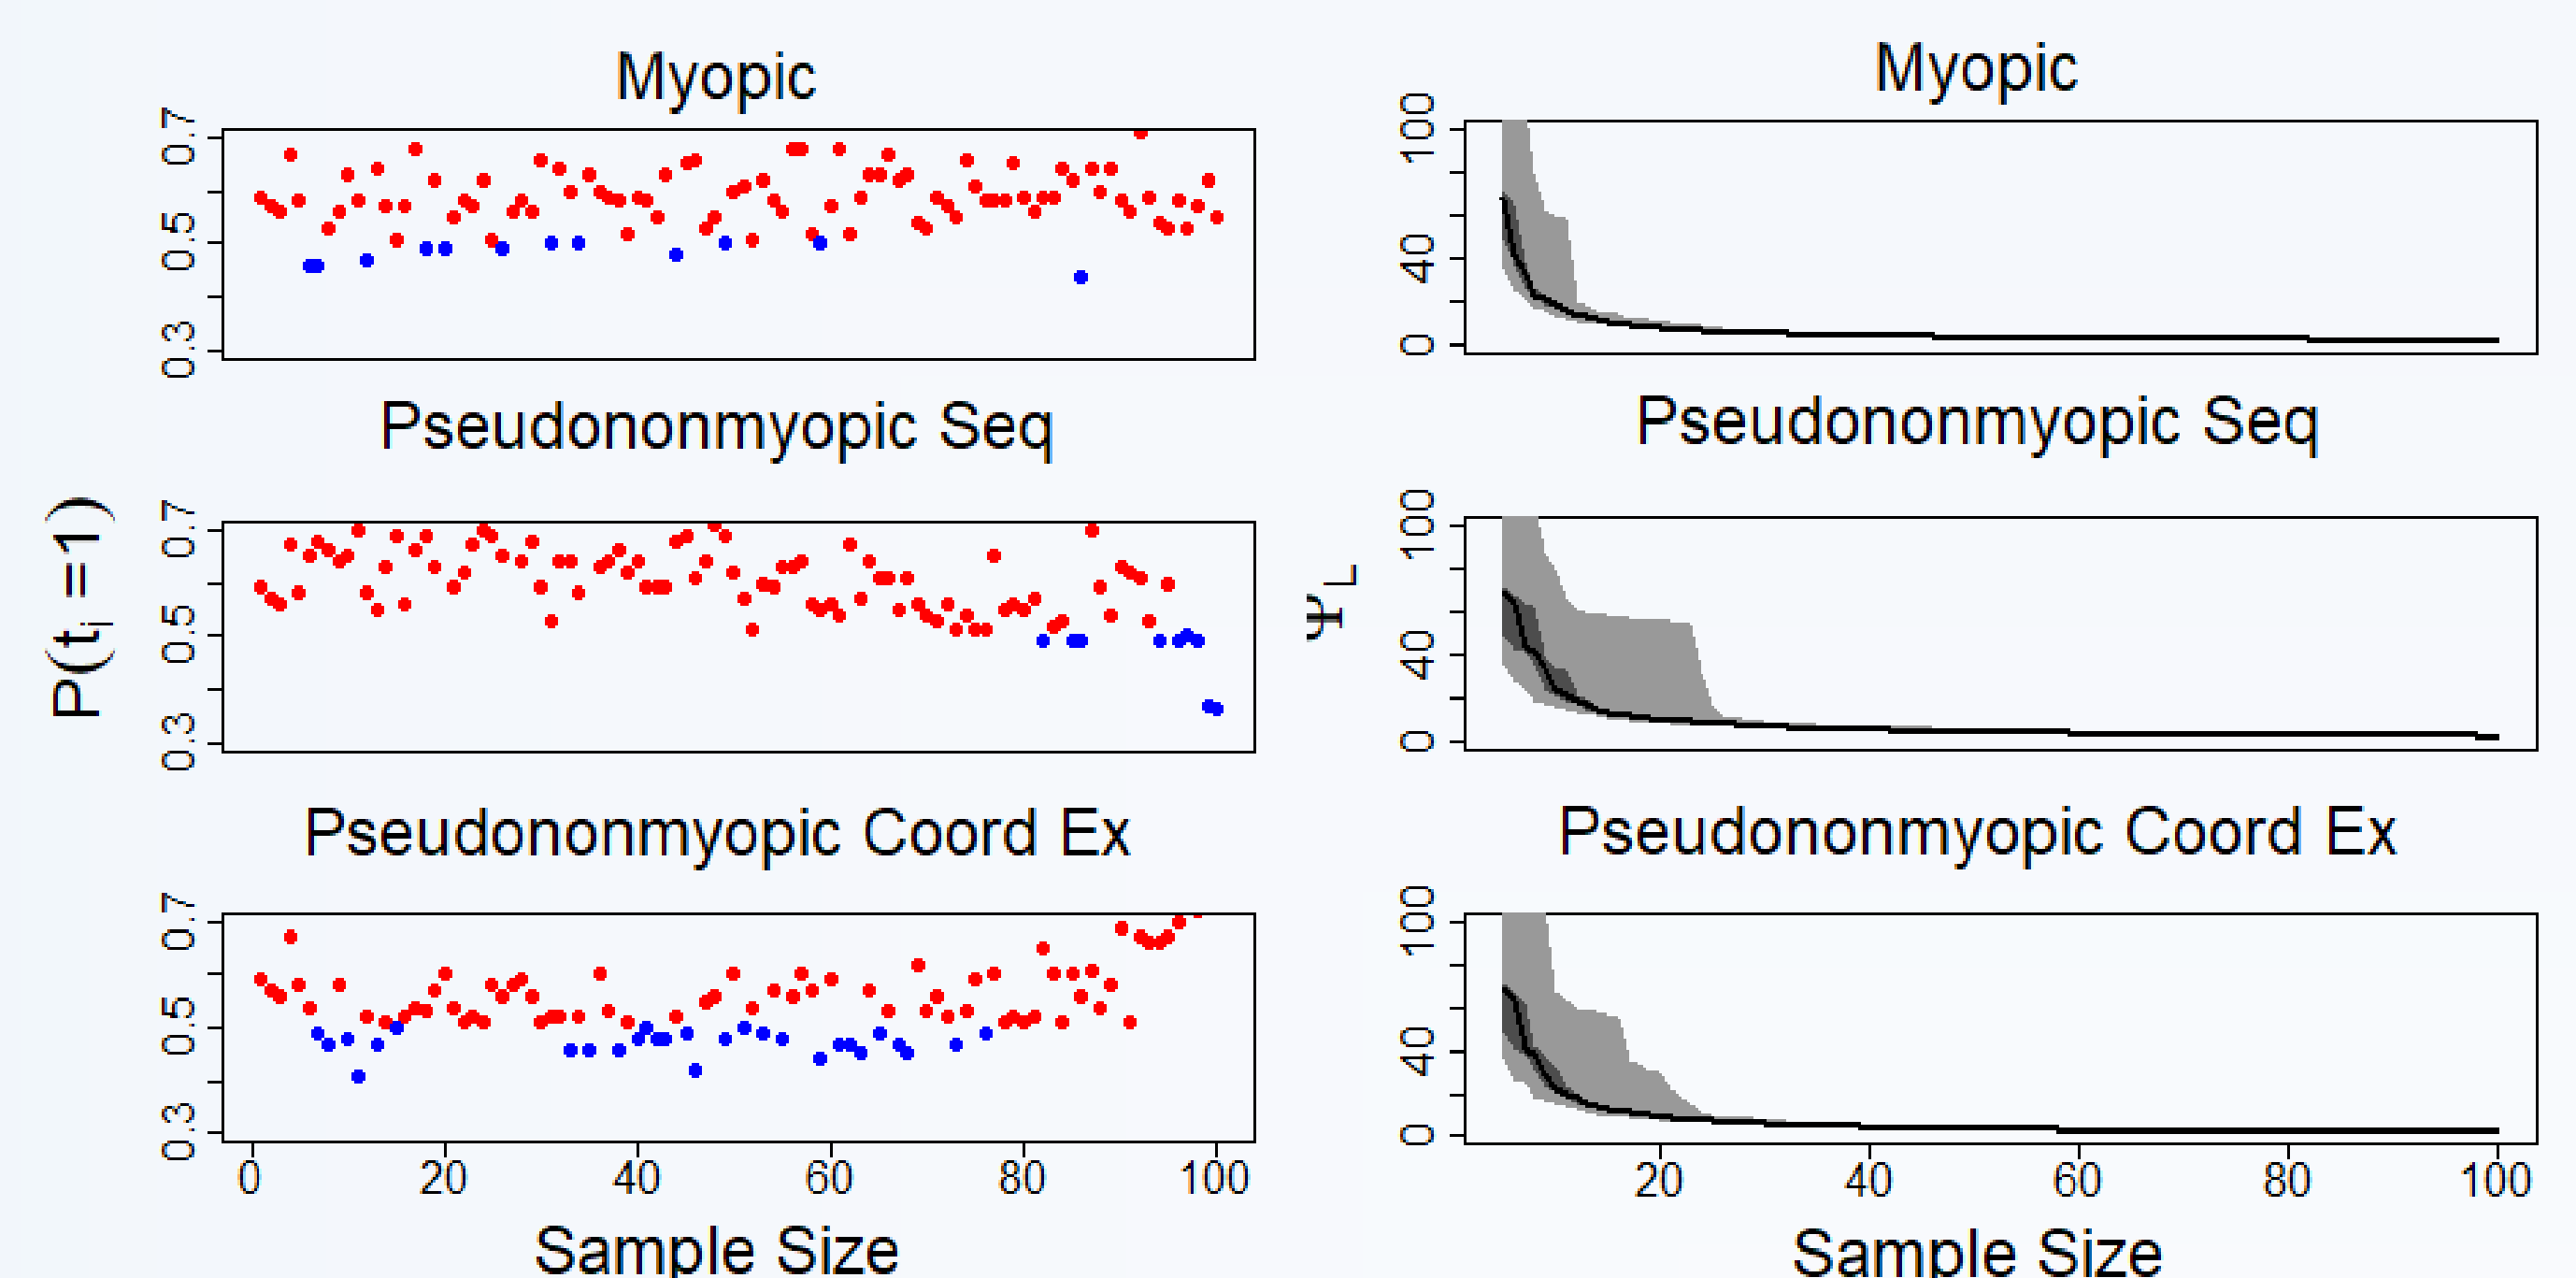 Myopic
0.7
0.5
0.3
Pseudononmyopic Seq
P(ti =1)
0.7
0.5
0.3
Pseudononmyopic Coord Ex
0.7
0.5
0.3
0 20 40 60 80 100
Sample Size
Myopic
100
40
0
Pseudononmyopic Seq
ΨL
100
40
0
Pseudononmyopic Coord Ex
100
40
0
20 40 60 80 100
Sample Size